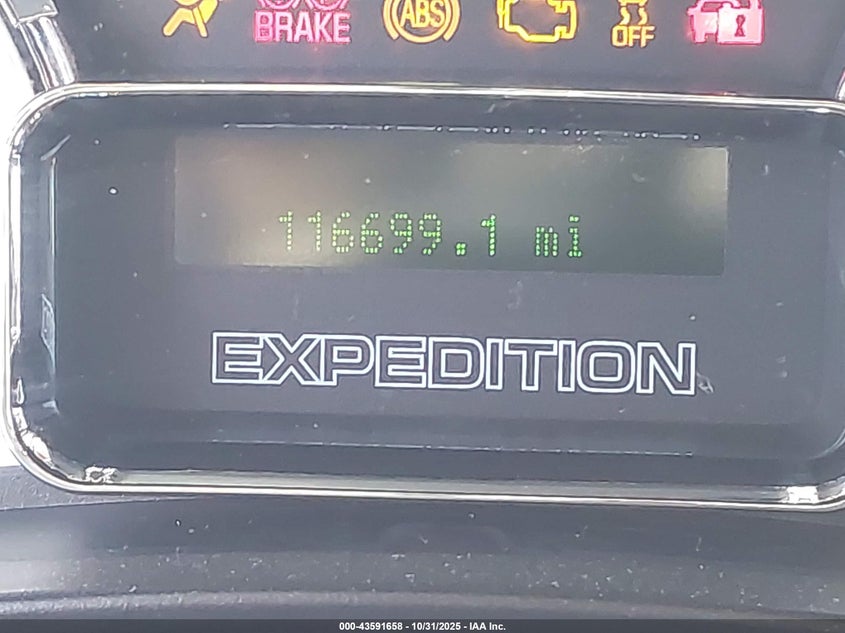 BRAKE ABS OFF
116699.1 mi
EXPEDITION
000-43591658 - 10/31/2025 - IAA Inc.